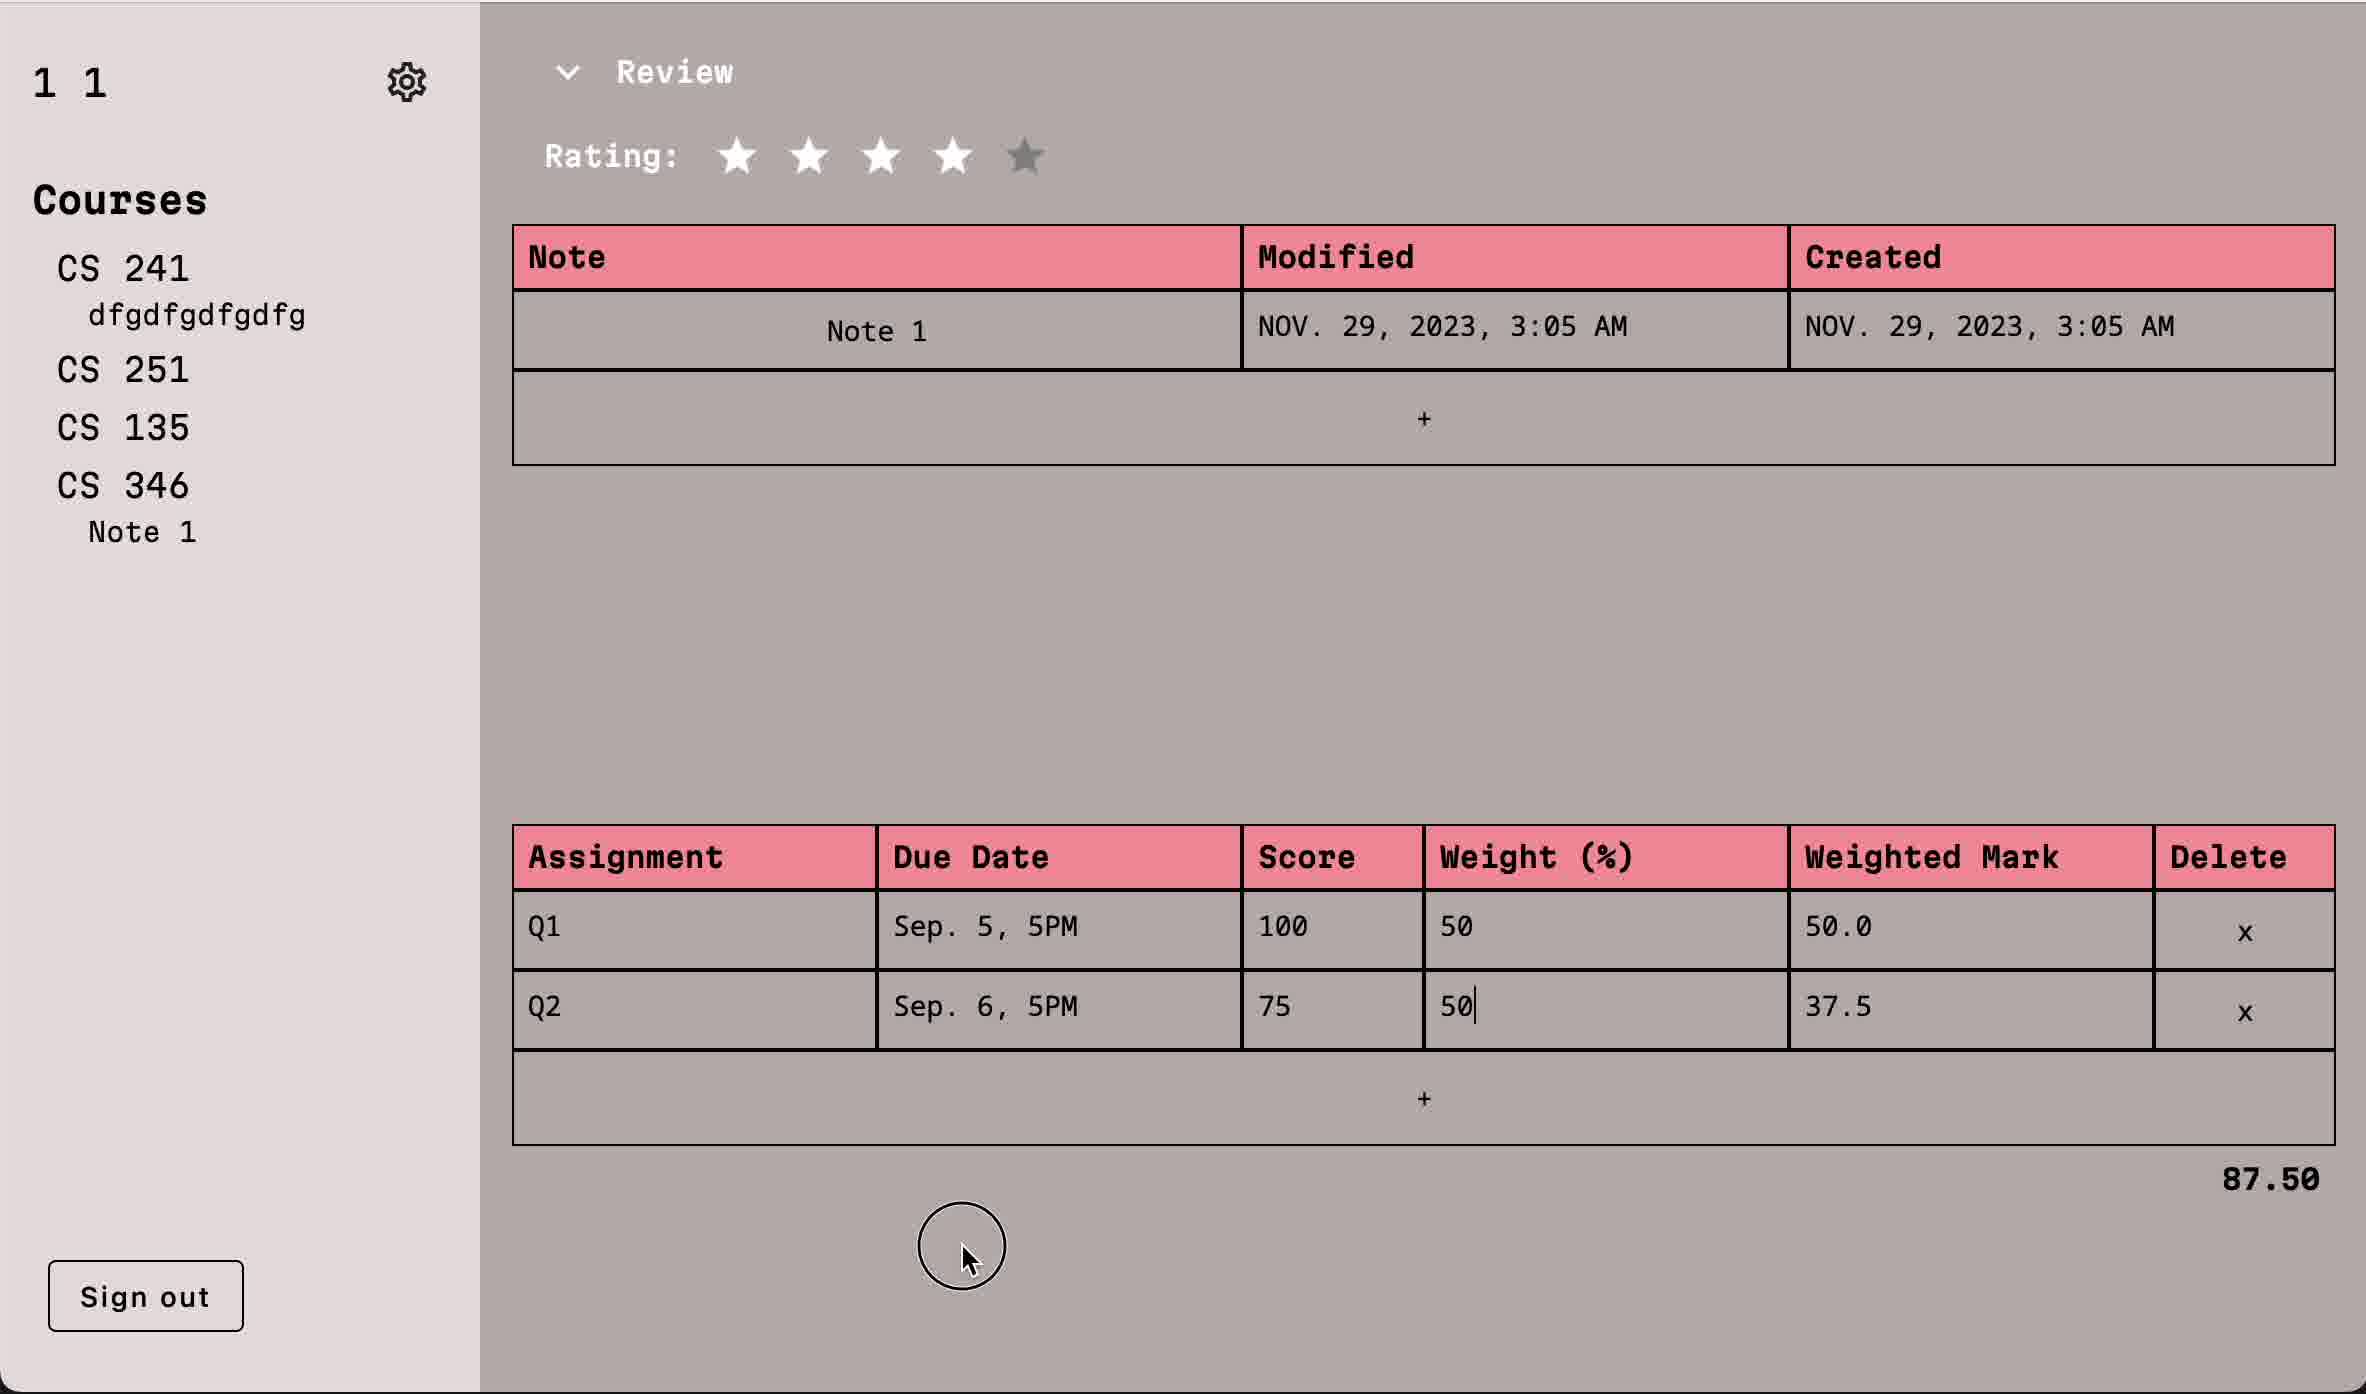 1 1
Courses
CS 241
dfgdfgdfgdfg
CS 251
CS 135
CS 346
Note 1
Sign out
Review
Rating:
Note Modified Created
Note 1 NOV. 29, 2023, 3:05 AM NOV. 29, 2023, 3:05 AM
+
Assignment Due Date Score Weight (%) Weighted Mark Delete
Q1 Sep. 5, 5PM 100 50 50.0 x
Q2 Sep. 6, 5PM 75 50 37.5 x
+
87.50